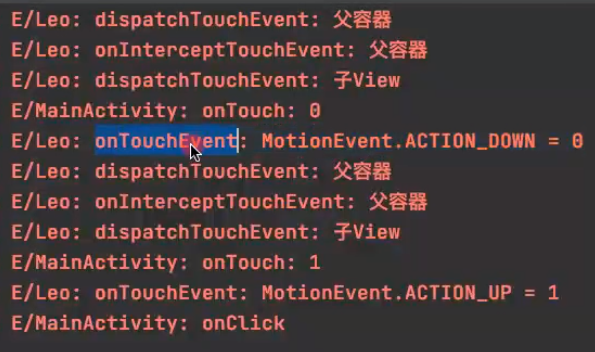 E/Leo: dispatchTouchEvent: 父容器
E/Leo: onInterceptTouchEvent: 父容器
E/Leo: dispatchTouchEvent: 子View
E/MainActivity: onTouch: 0
E/Leo: onTouchEvent: MotionEvent.ACTION_DOWN = 0
E/Leo: dispatchTouchEvent: 父容器
E/Leo: onInterceptTouchEvent: 父容器
E/Leo: dispatchTouchEvent: 子View
E/MainActivity: onTouch: 1
E/Leo: onTouchEvent: MotionEvent.ACTION_UP = 1
E/MainActivity: onClick